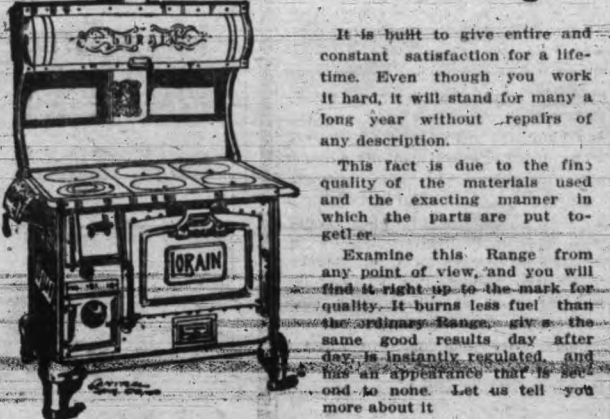 LORAIN
LORAIN
It is built to give entire and
constant satisfaction for a life-
time. Even though you work
it hard, it will stand for many a
long year without repairs of
any description.
This fact is due to the fine
quality of the materials used
and the exacting manner in
which the parts are put to-
getl er.
Examine this Range from
any point of view, and you will
find it right up to the mark for
quality. It burns less fuel than
the ordinary Range, giv s the
same good results day after
day, is instantly regulated, and
has an appearance that is sec-
ond to none. Let us tell you
more about it